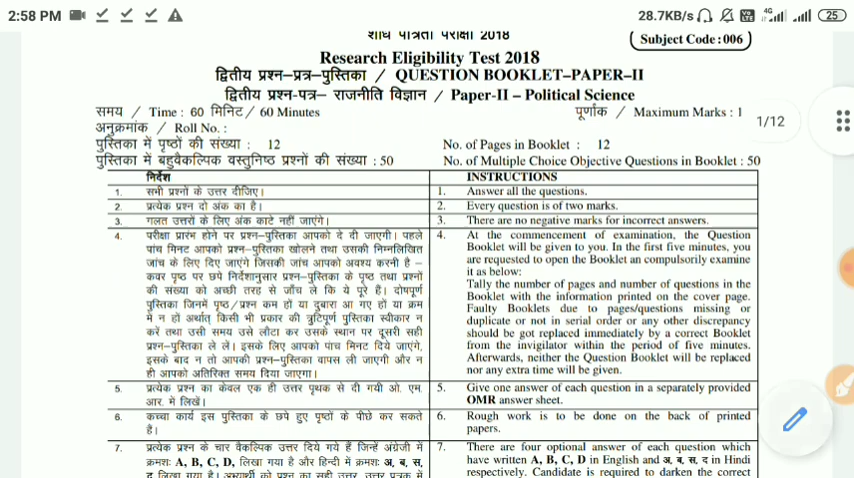 2:58 PM
28.7KB/s
4G
25
शोध पात्रता परीक्षा 2018
Subject Code : 006
Research Eligibility Test 2018
द्वितीय प्रश्न–प्रत्र–पुस्तिका / QUESTION BOOKLET–PAPER–II
द्वितीय प्रश्न-पत्र– राजनीति विज्ञान / Paper-II – Political Science
समय / Time : 60 मिनिट / 60 Minutes
पूर्णांक / Maximum Marks : 1
1/12
अनुक्रमांक / Roll No. :
पुस्तिका में पृष्ठों की संख्या : 12
No. of Pages in Booklet : 12
पुस्तिका में बहुवैकल्पिक वस्तुनिष्ठ प्रश्नों की संख्या : 50
No. of Multiple Choice Objective Questions in Booklet : 50
निर्देश
1. सभी प्रश्नों के उत्तर दीजिए।
2. प्रत्येक प्रश्न दो अंक का है।
3. गलत उत्तरों के लिए अंक काटे नहीं जाएंगे।
4. परीक्षा प्रारंभ होने पर प्रश्न-पुस्तिका आपको दे दी जाएगी। पहले
पांच मिनट आपको प्रश्न-पुस्तिका खोलने तथा उसकी निम्नलिखित
जांच के लिए दिए जाएंगे जिसकी जांच आपको अवश्य करनी है –
कवर पृष्ठ पर छपे निर्देशानुसार प्रश्न-पुस्तिका के पृष्ठ तथा प्रश्नों
की संख्या को अच्छी तरह से जाँच ले कि ये पूरे है। दोषपूर्ण
पुस्तिका जिनमें पृष्ठ/प्रश्न कम हों या दुबारा आ गए हों या क्रम
में न हों अर्थात् किसी भी प्रकार की त्रुटिपूर्ण पुस्तिका स्वीकार न
करें तथा उसी समय उसे लौटा कर उसके स्थान पर दूसरी सही
प्रश्न-पुस्तिका ले लें। इसके लिए आपको पांच मिनट दिये जाएंगे,
इसके बाद न तो आपकी प्रश्न-पुस्तिका वापस ली जाएगी और न
ही आपको अतिरिक्त समय दिया जाएगा।
5. प्रत्येक प्रश्न का केवल एक ही उत्तर पृथक से दी गयी ओ. एम.
आर. में लिखें।
6. कच्चा कार्य इस पुस्तिका के छपे हुए पृष्ठों के पीछे कर सकते
हैं।
7. प्रत्येक प्रश्न के चार वैकल्पिक उत्तर दिये गये हैं जिन्हें अंग्रेजी में
क्रमशः A, B, C, D, लिखा गया है और हिन्दी में क्रमशः अ, ब, स,
द लिखा गया है। अभ्यार्थी को प्रश्न का सही उत्तर, उत्तर पत्रक में
INSTRUCTIONS
1. Answer all the questions.
2. Every question is of two marks.
3. There are no negative marks for incorrect answers.
4. At the commencement of examination, the Question
Booklet will be given to you. In the first five minutes, you
are requested to open the Booklet an compulsorily examine
it as below:
Tally the number of pages and number of questions in the
Booklet with the information printed on the cover page.
Faulty Booklets due to pages/questions missing or
duplicate or not in serial order or any other discrepancy
should be got replaced immediately by a correct Booklet
from the invigilator within the period of five minutes.
Afterwards, neither the Question Booklet will be replaced
nor any extra time will be given.
5. Give one answer of each question in a separately provided
OMR answer sheet.
6. Rough work is to be done on the back of printed
papers.
7. There are four optional answer of each question which
have written A, B, C, D in English and अ, ब, स, द in Hindi
respectively. Candidate is required to darken the correct